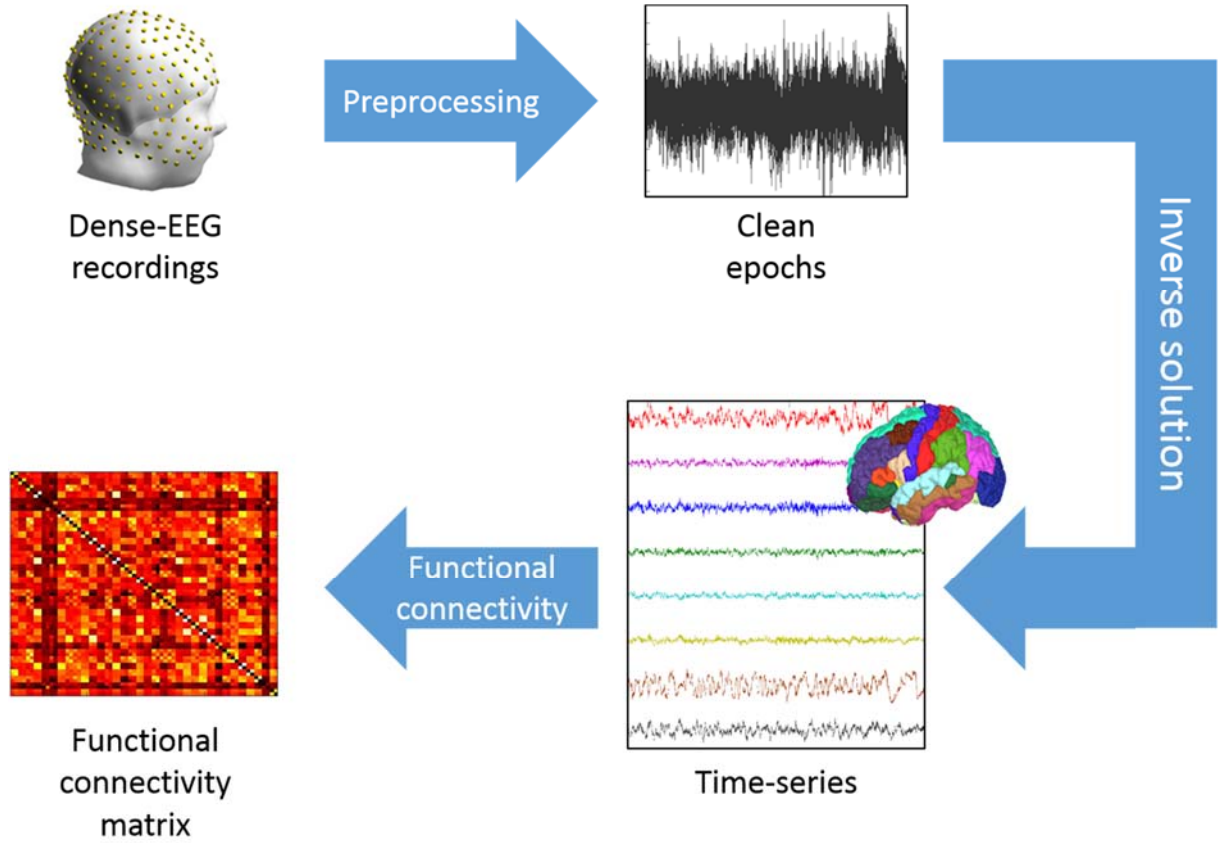 Preprocessing
Dense-EEG
recordings
Clean
epochs
Inverse solution
Time-series
Functional
connectivity
Functional
connectivity
matrix